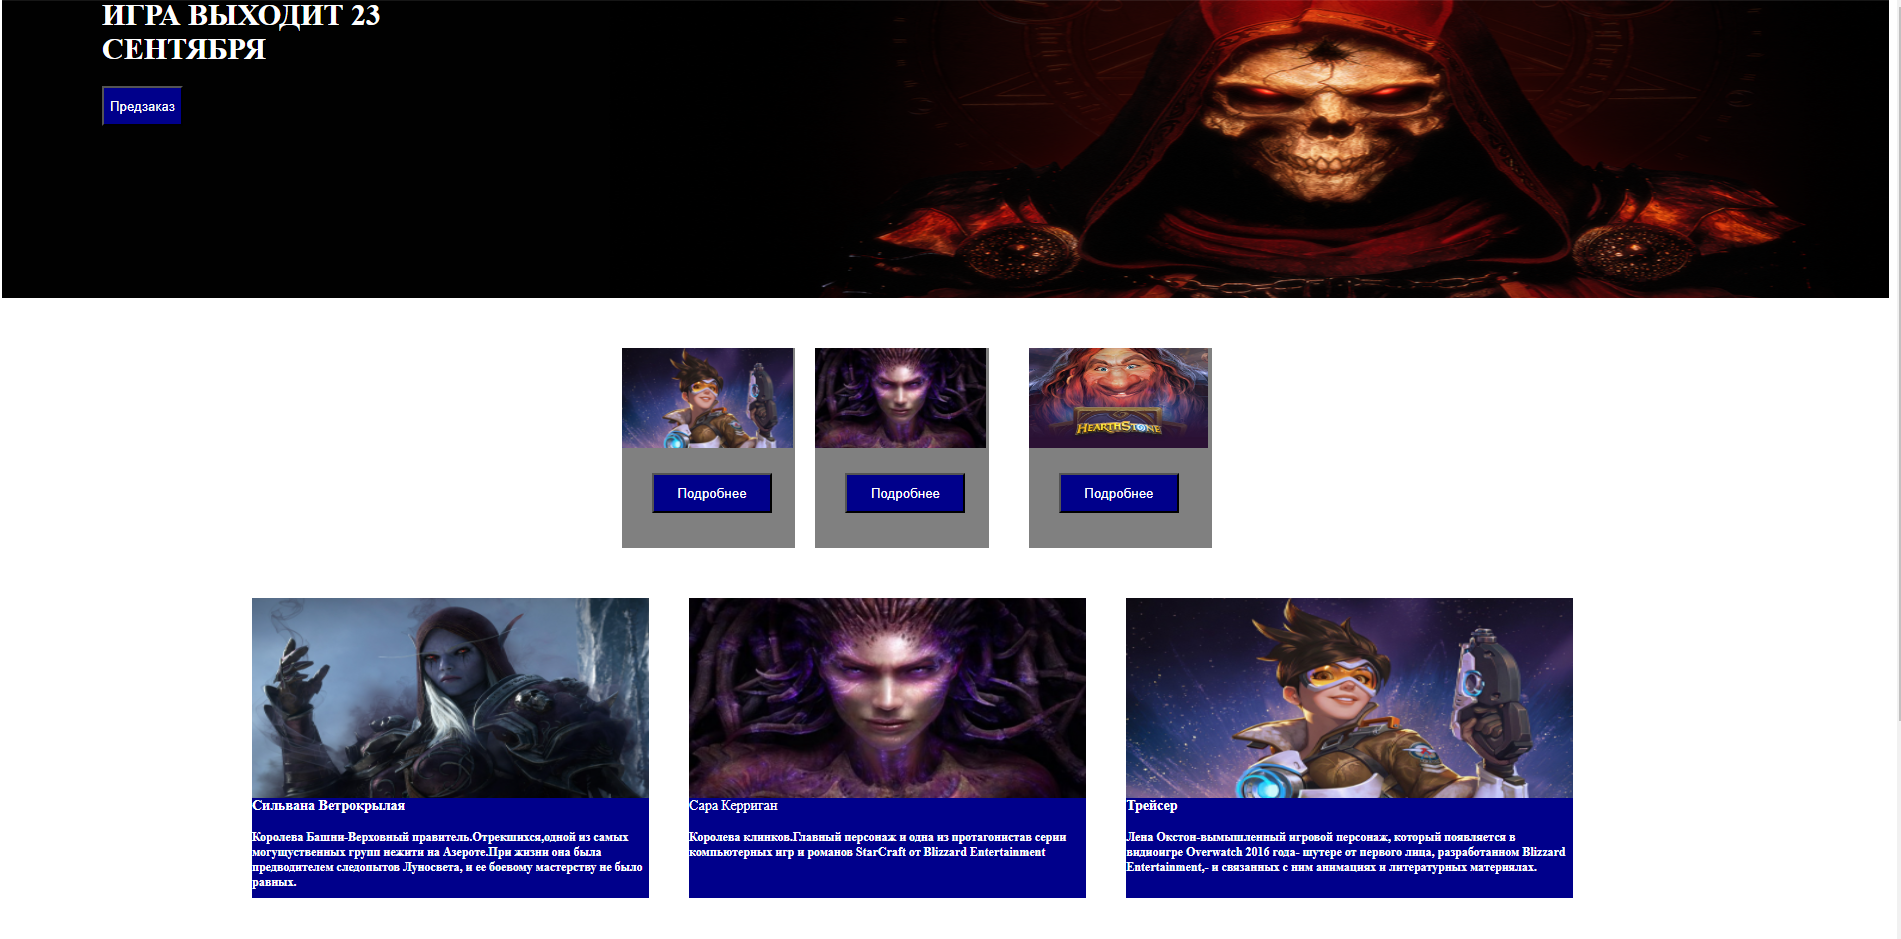 ИГРА ВЫХОДИТ 23
СЕНТЯБРЯ
Предзаказ
HEARTHSTONE
Подробнее
Подробнее
Подробнее
Сильвана Ветрокрылая
Королева Башни-Верховный правитель.Отрекшихся,одной из самых
могущуственных групп нежити на Азероте.При жизни она была
предводителем следопытов Луносвета, и ее боевому мастерству не было
равных.
Сара Керриган
Королева клинков.Главный персонаж и одна из протагонистав серии
компьютерных игр и романов StarCraft от Blizzard Entertainment
Трейсер
Лена Окстон-вымышленный игровой персонаж, который появляется в
видиоигре Overwatch 2016 года- шутере от первого лица, разработанном Blizzard
Entertainment,- и связанных с ним анимациях и литературных материялах.